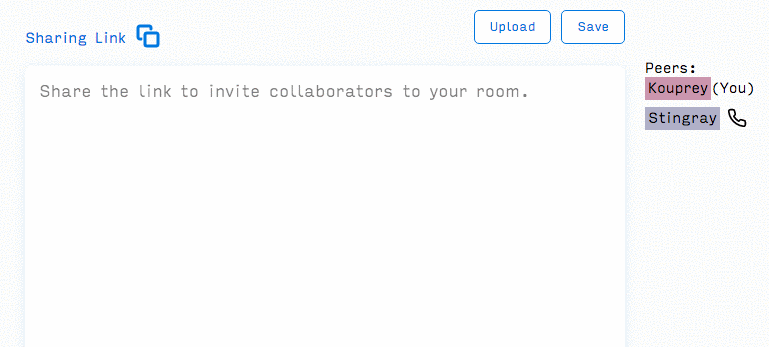 Sharing Link
Upload
Save
Share the link to invite collaborators to your room.
Peers:
Kouprey(You)
Stingray